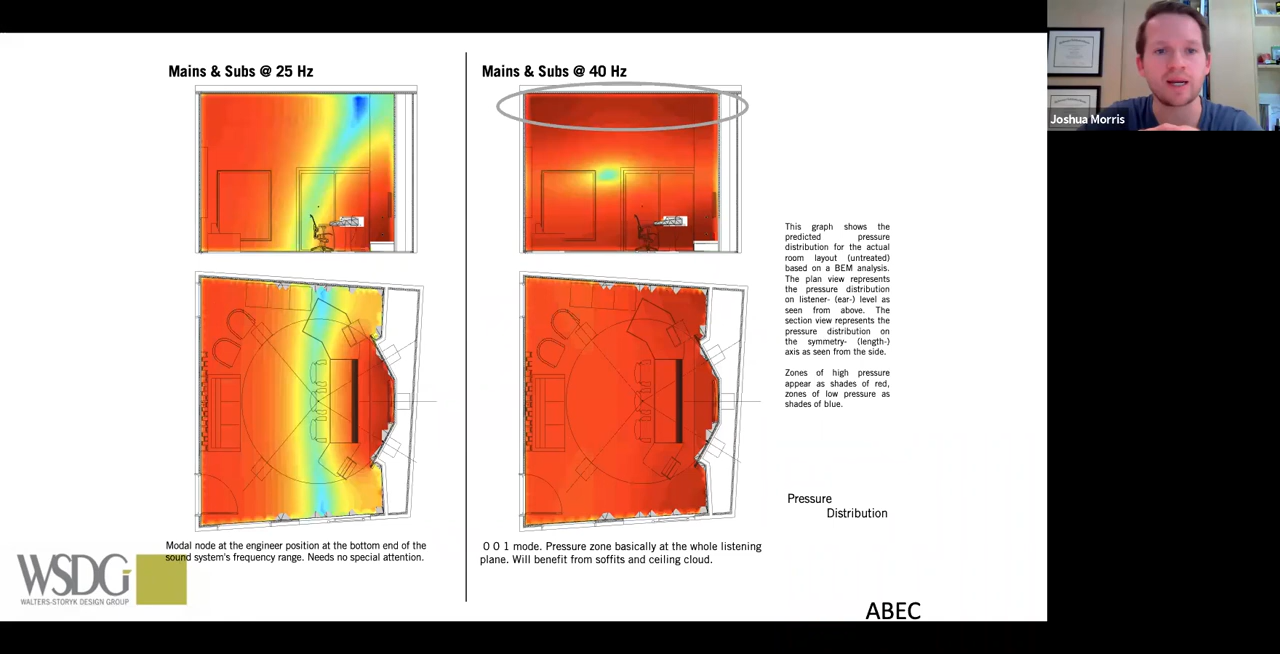 Mains & Subs @ 25 Hz
Mains & Subs @ 40 Hz
Joshua Morris
This graph shows the
predicted pressure
distribution for the actual
room layout (untreated)
based on a BEM analysis.
The plan view represents
the pressure distribution
on listener- (ear-) level as
seen from above. The
section view represents the
pressure distribution on
the symmetry- (length-)
axis as seen from the side.
Zones of high pressure
appear as shades of red,
zones of low pressure as
shades of blue.
Pressure
Distribution
Modal node at the engineer position at the bottom end of the
sound system's frequency range. Needs no special attention.
0 0 1 mode. Pressure zone basically at the whole listening
plane. Will benefit from soffits and ceiling cloud.
WSDG
WALTERS-STORYK DESIGN GROUP
ABEC